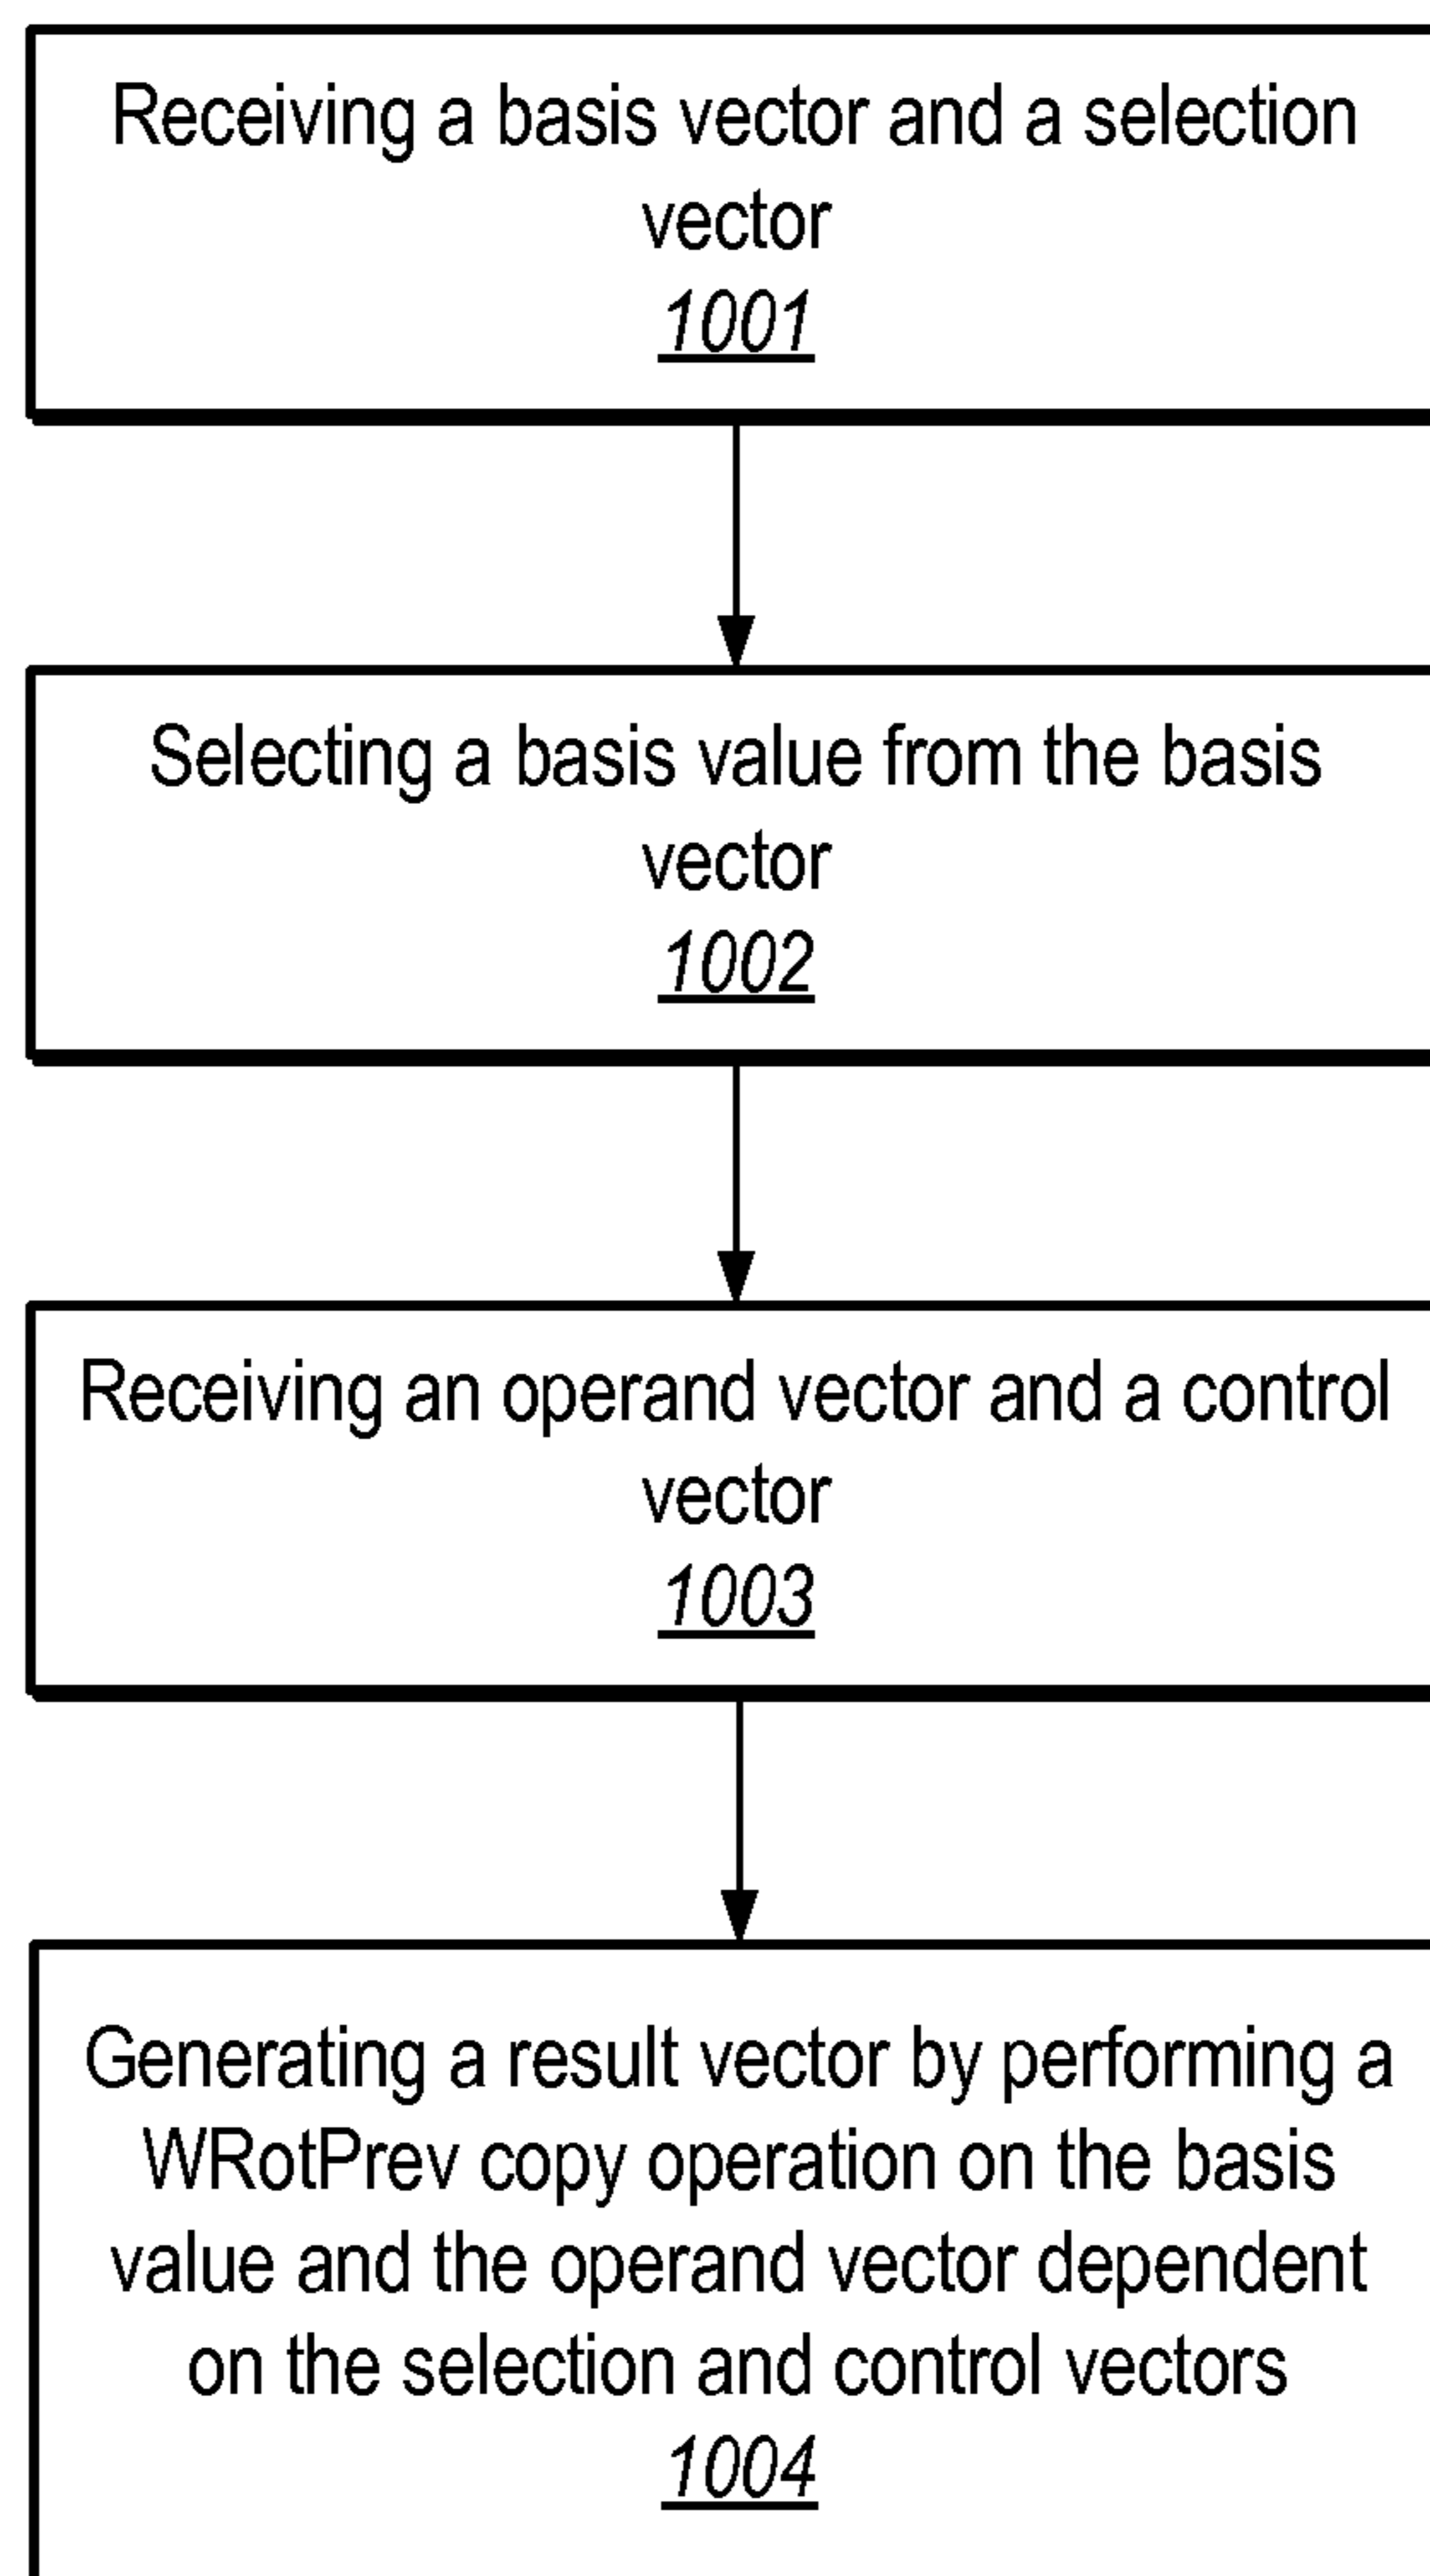 Receiving a basis vector and a selection
vector
1001
Selecting a basis value from the basis
vector
1002
Receiving an operand vector and a control
vector
1003
Generating a result vector by performing a
WRotPrev copy operation on the basis
value and the operand vector dependent
on the selection and control vectors
1004